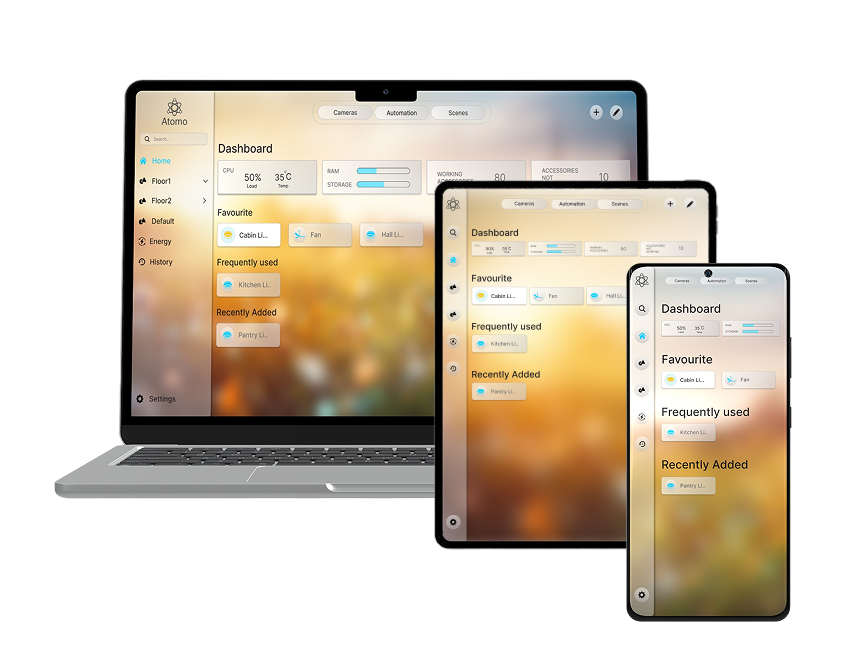 Atomo
Search..
Home
Floor1
Floor2
Default
Energy
History
Settings
Cameras Automation Scenes
Dashboard
CPU
50% 35°C
Load Temp
RAM
STORAGE
WORKING
ACCESSORIES
80
ACCESSORIES
NOT
10
Favourite
Cabin Li... Fan Hall Li...
Frequently used
Kitchen Li...
Recently Added
Pantry Li...
Cameras Automation Scenes
Dashboard
CPU
50% 35°C
Load Temp
RAM
STORAGE
WORKING
ACCESSORIES
80
ACCESSORIES
NOT
WORKING
10
Favourite
Cabin Li... Fan Hall Li...
Frequently used
Kitchen Li..
Recently Added
Pantry Li...
Cameras Automation Scenes
Dashboard
CPU
50% 35°C
Load Temp
RAM
STORAGE
Favourite
Cabin Li... Fan
Frequently used
Kitchen Li..
Recently Added
Pantry Li..